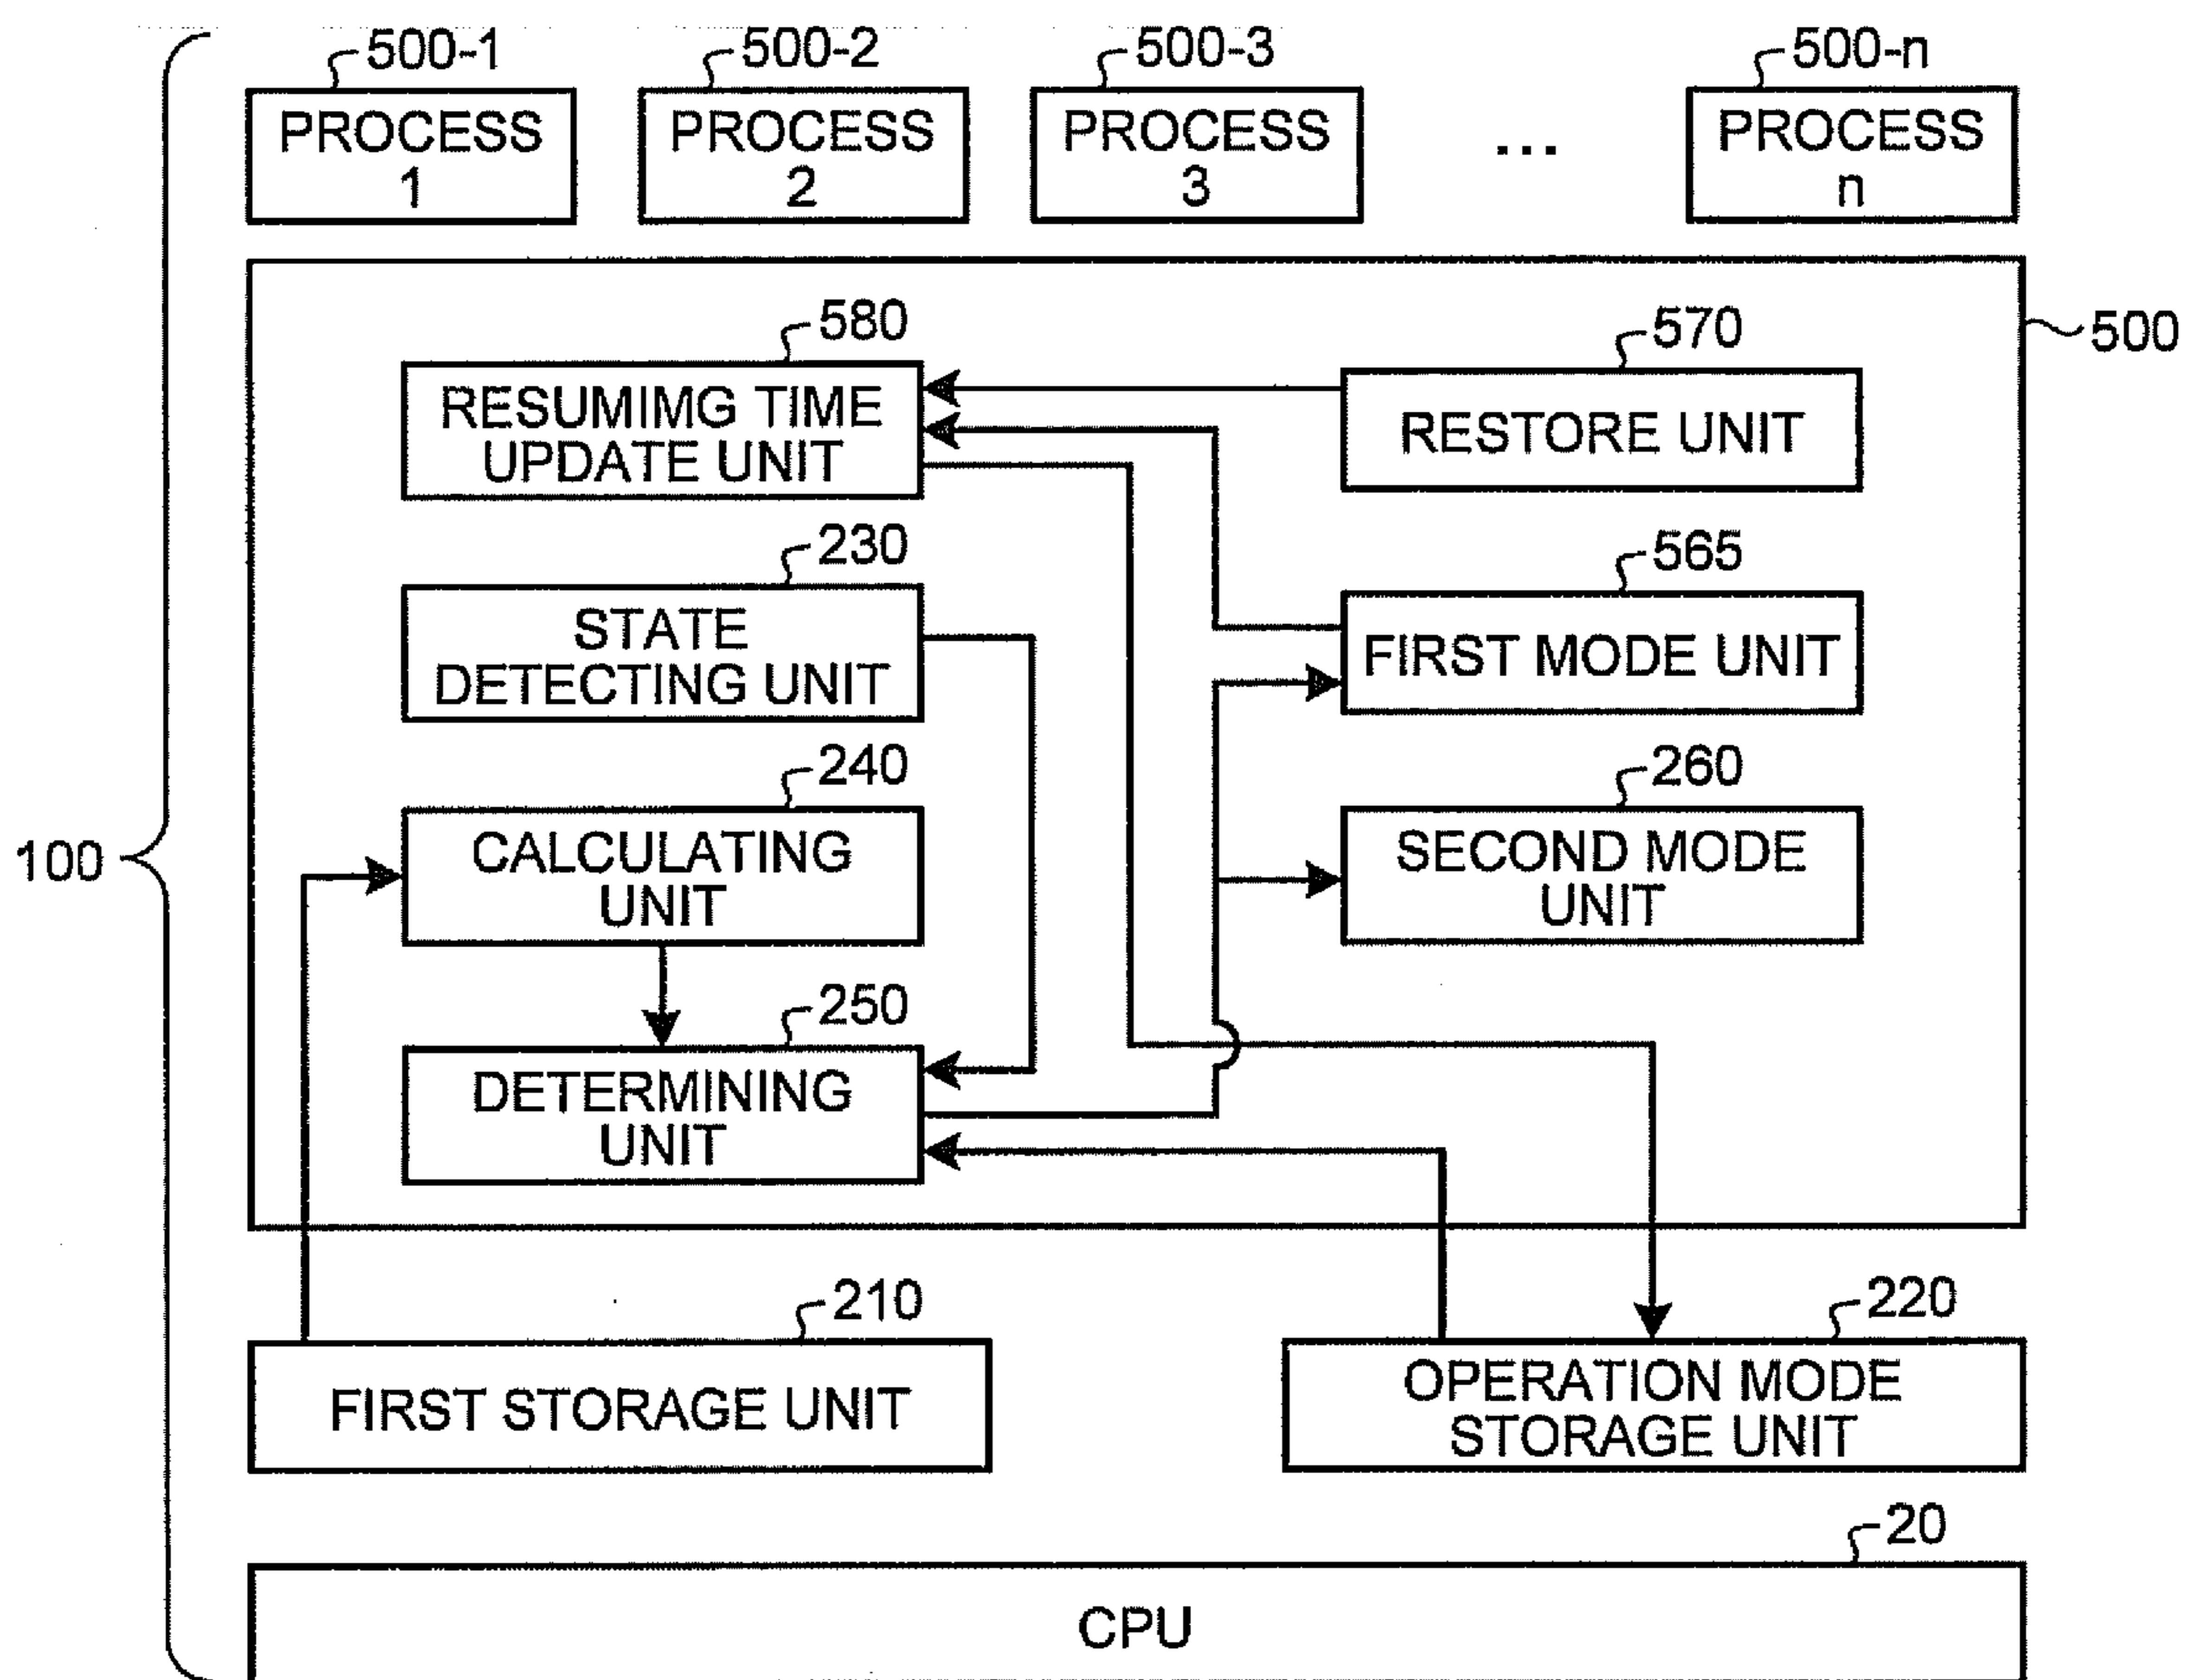 500-1
500-2
500-3
500-n
PROCESS
1
PROCESS
2
PROCESS
3
...
PROCESS
n
580
570
500
RESUMIMG TIME
UPDATE UNIT
RESTORE UNIT
230
565
STATE
DETECTING UNIT
FIRST MODE UNIT
240
260
100
CALCULATING
UNIT
SECOND MODE
UNIT
250
DETERMINING
UNIT
210
220
FIRST STORAGE UNIT
OPERATION MODE
STORAGE UNIT
20
CPU